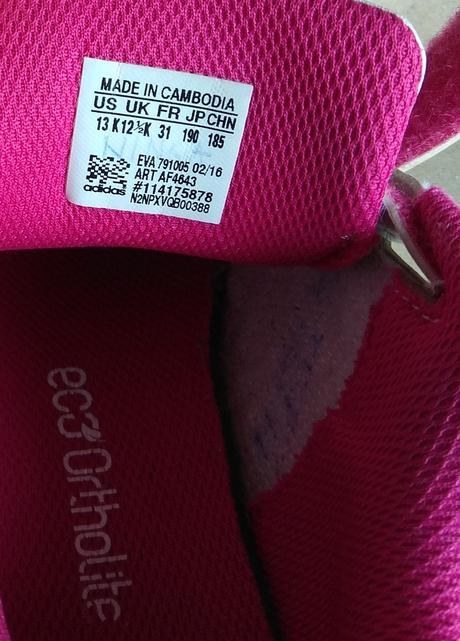 MADE IN CAMBODIA
US UK FR JP CHN
13 K 12½K 31 190 185
EVA 791005 02/16
ART AF4643
#114175878
N2NPXVQB00388
adidas
eco Ortholite